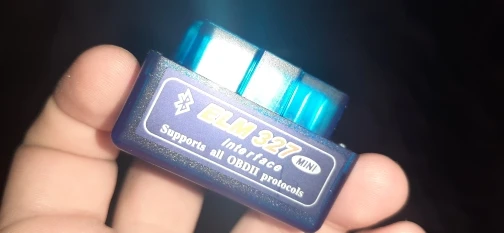 ELM 327
Interface
MINI
Supports all OBDII protocols